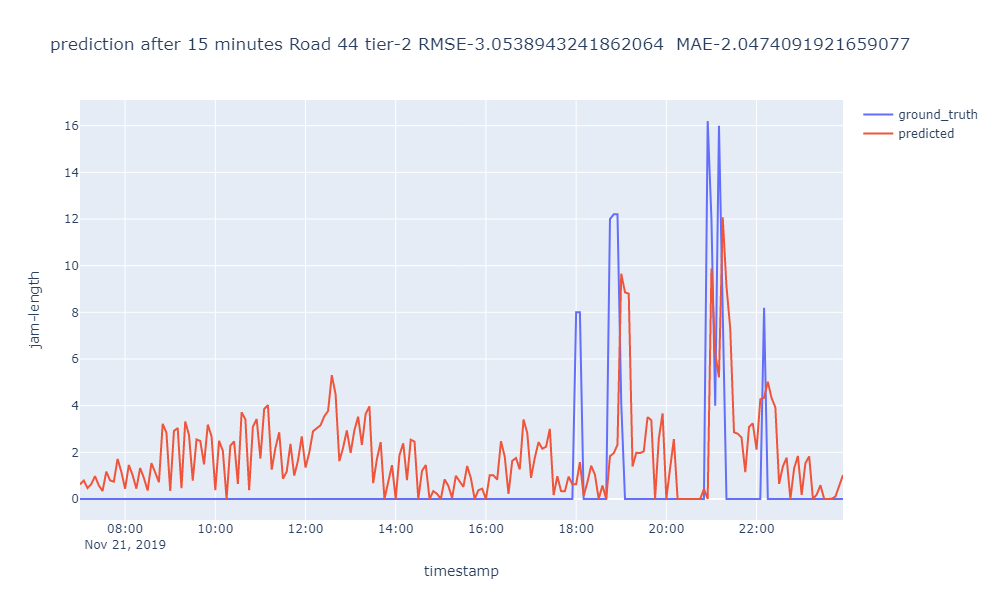 prediction after 15 minutes Road 44 tier-2 RMSE-3.0538943241862064  MAE-2.0474091921659077
ground_truth
predicted
16
14
12
10
8
6
4
2
0
jam-length
08:00 10:00 12:00 14:00 16:00 18:00 20:00 22:00
Nov 21, 2019
timestamp